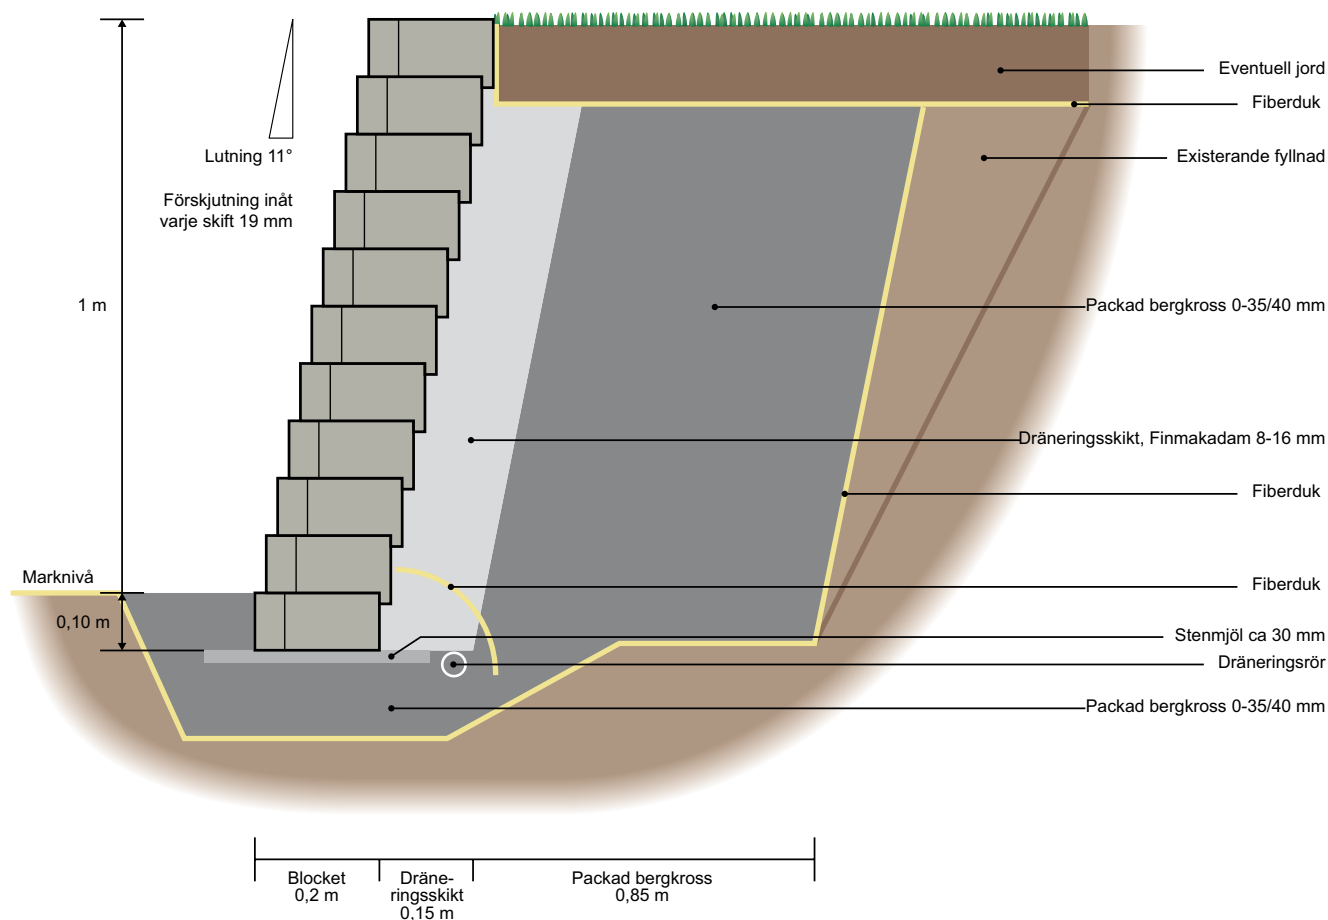 Eventuell jord
Fiberduk
Lutning 11°
Existerande fyllnad
Förskjutning inåt
varje skift 19 mm
1 m
Packad bergkross 0-35/40 mm
Dräneringsskikt, Finmakadam 8-16 mm
Fiberduk
Marknivå
Fiberduk
0,10 m
Stenmjöl ca 30 mm
Dräneringsrör
Packad bergkross 0-35/40 mm
Blocket
0,2 m
Dräne-
ringsskikt
0,15 m
Packad bergkross
0,85 m